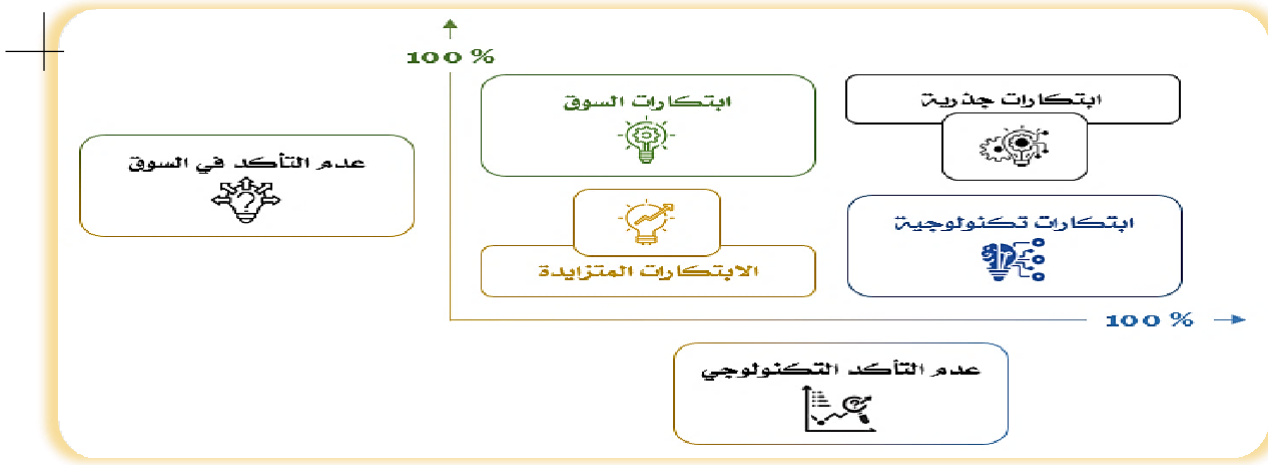 100 %
ابتكارات جذرية
ابتكارات السوق
عدم التأكد في السوق
ابتكارات تكنولوجية
الابتكارات المتزايدة
100 %
عدم التأكد التكنولوجي